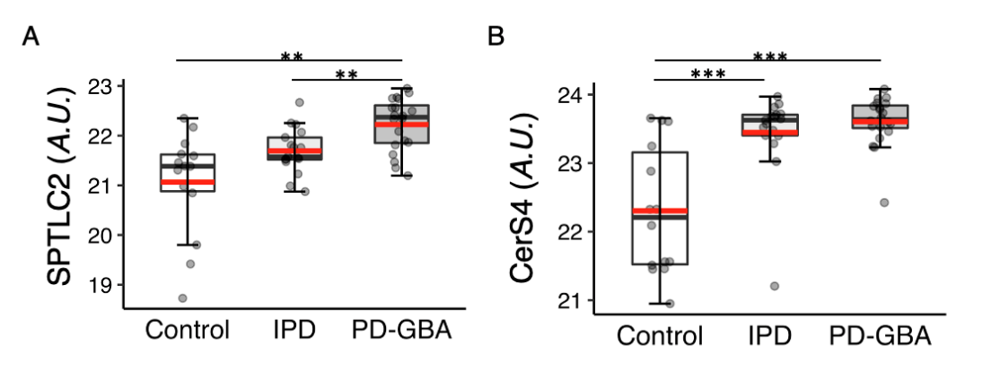 A
**
**
SPTLC2 (A.U.)
23
22
21
20
19
Control IPD PD-GBA
B
***
***
CerS4 (A.U.)
24
23
22
21
Control IPD PD-GBA